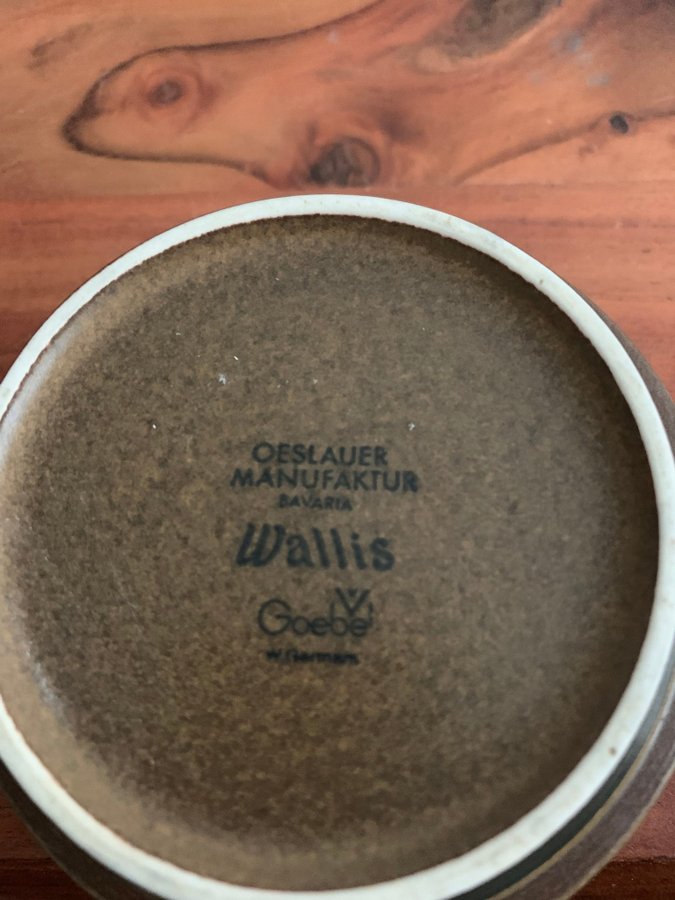 OESLAUER
MANUFAKTUR
BAVARIA
Wallis
Goebel
W.Germany